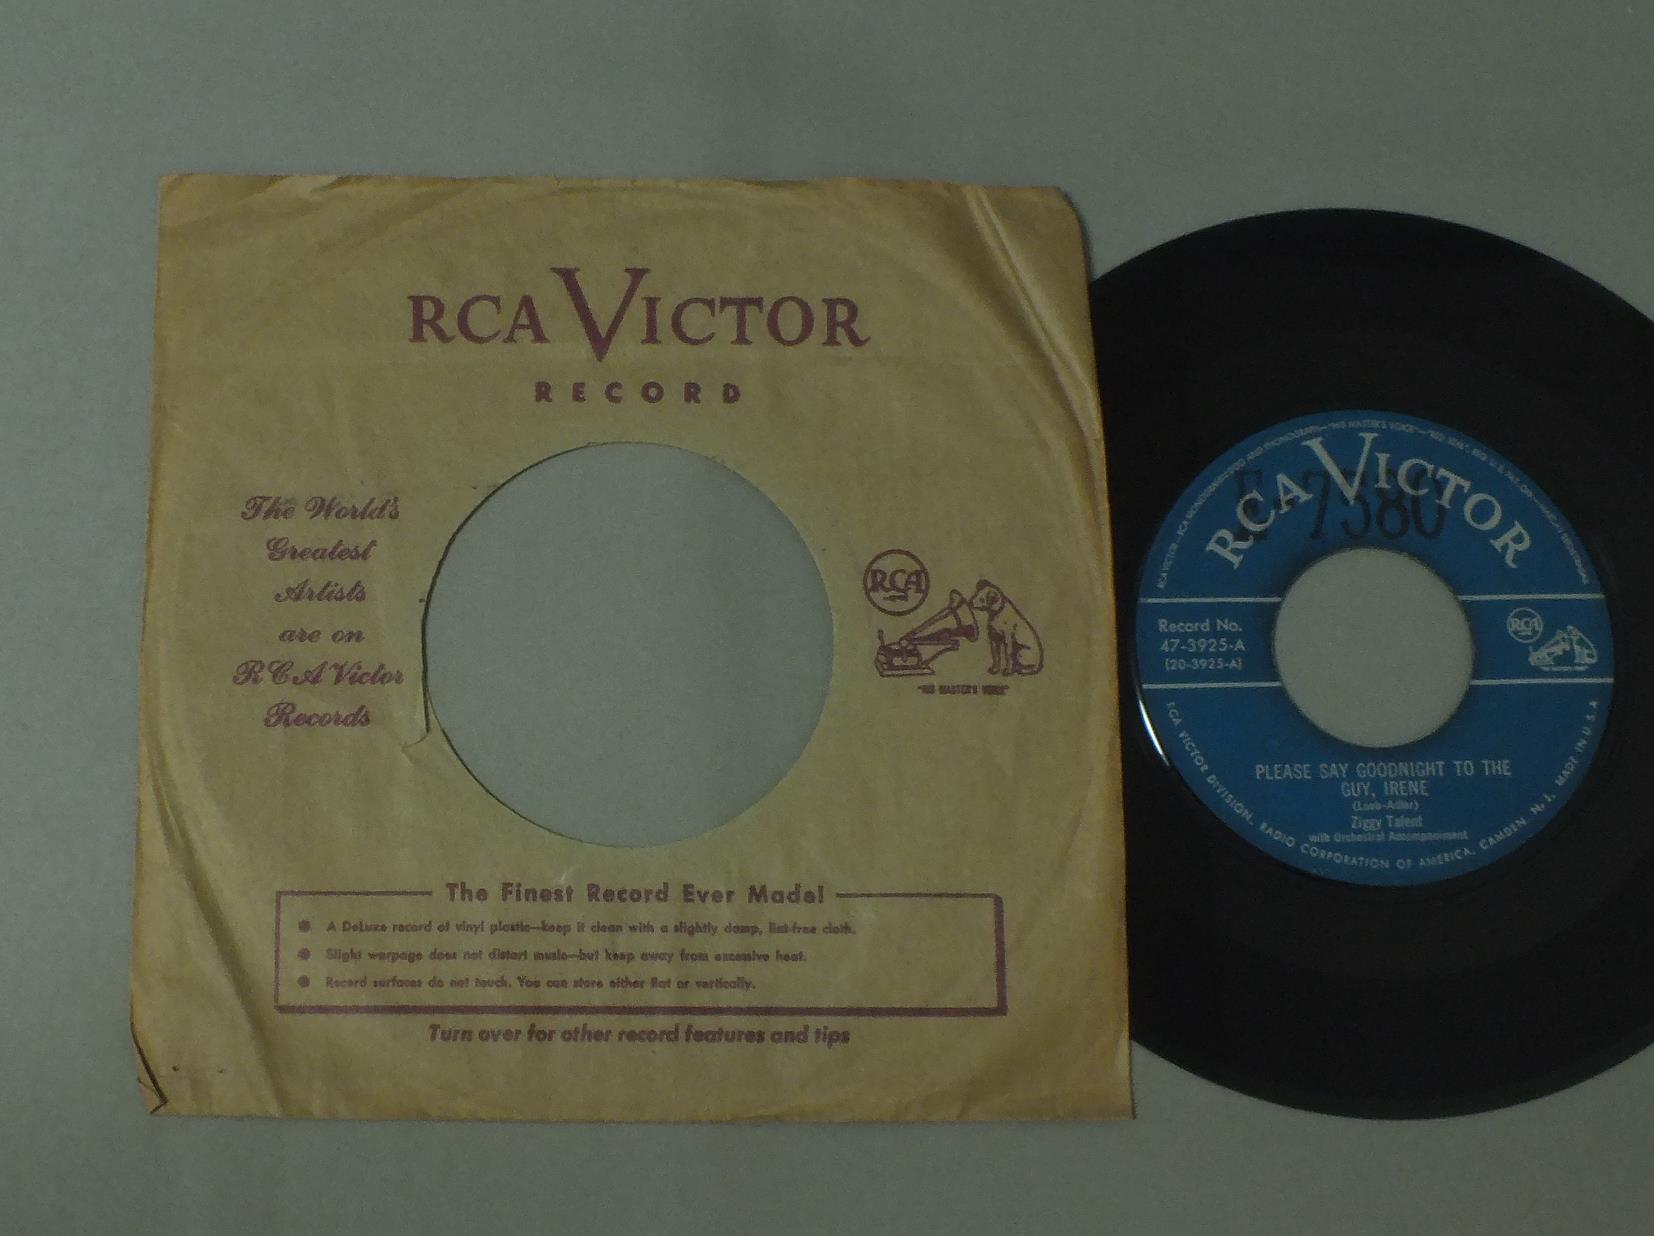 RCA VICTOR
RECORD
The World's
Greatest
Artists
are on
RCA Victor
Records
RCA
"HIS MASTER'S VOICE"
The Finest Record Ever Made!
A DeLuxe record of vinyl plastic—keep it clean with a slightly damp, lint-free cloth.
Slight warpage does not distort music—but keep away from excessive heat.
Record surfaces do not touch. You can store either flat or vertically.
Turn over for other record features and tips
"HIS MASTER'S VOICE"
RCA VICTOR
7580
Record No.
47-3925-A
(20-3925-A)
RCA
PLEASE SAY GOODNIGHT TO THE
GUY, IRENE
(Loeb-Adler)
Ziggy Talent
with Orchestral Accompaniment
RCA VICTOR DIVISION, RADIO CORPORATION OF AMERICA, CAMDEN, N. J. MADE IN U.S.A.